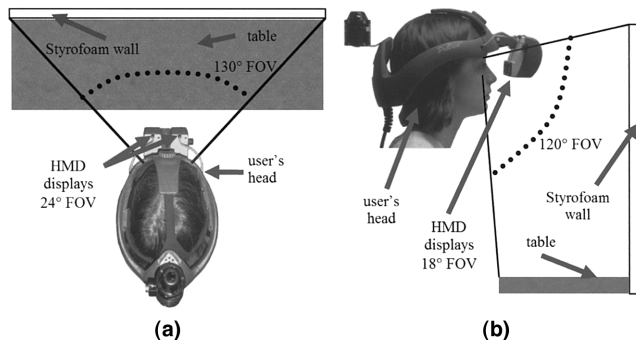 Styrofoam wall
table
130° FOV
HMD
displays
24° FOV
user's
head
(a)
120° FOV
user's
head
HMD
displays
18° FOV
Styrofoam
wall
table
(b)